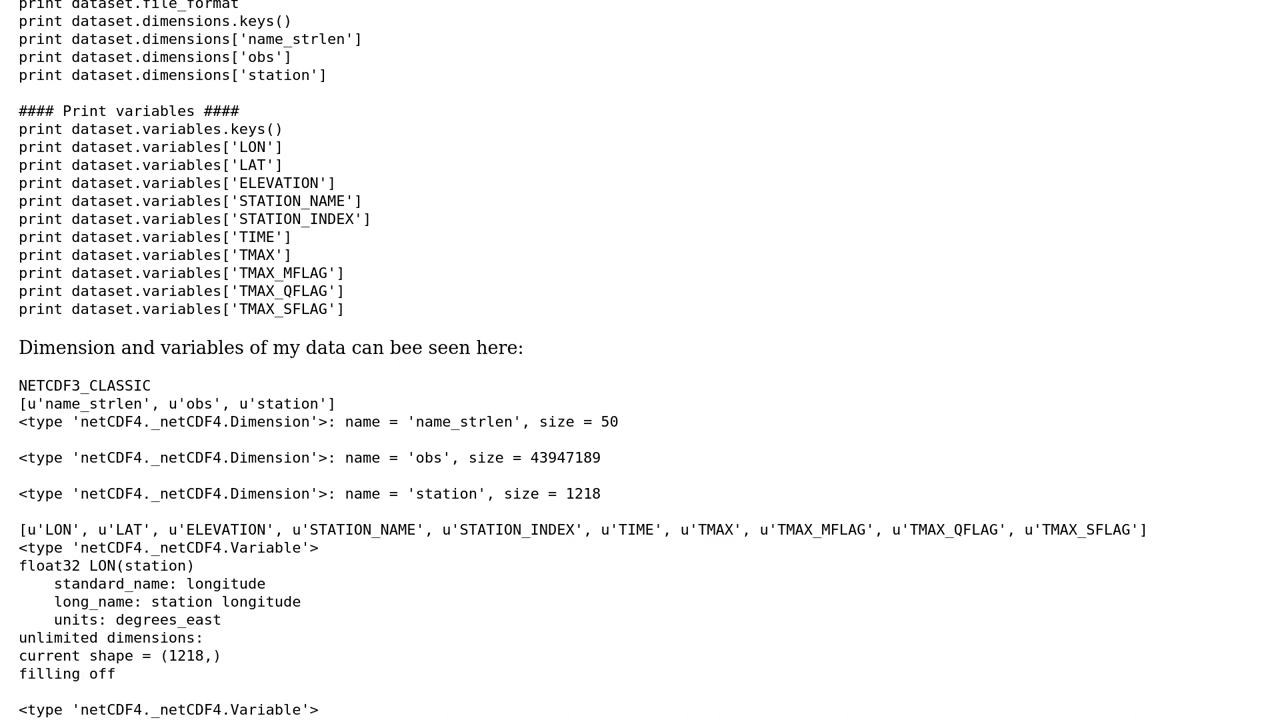 print dataset.file_format
print dataset.dimensions.keys()
print dataset.dimensions['name_strlen']
print dataset.dimensions['obs']
print dataset.dimensions['station']
#### Print variables ####
print dataset.variables.keys()
print dataset.variables['LON']
print dataset.variables['LAT']
print dataset.variables['ELEVATION']
print dataset.variables['STATION_NAME']
print dataset.variables['STATION_INDEX']
print dataset.variables['TIME']
print dataset.variables['TMAX']
print dataset.variables['TMAX_MFLAG']
print dataset.variables['TMAX_QFLAG']
print dataset.variables['TMAX_SFLAG']
Dimension and variables of my data can bee seen here:
NETCDF3_CLASSIC
[u'name_strlen', u'obs', u'station']
<type 'netCDF4._netCDF4.Dimension'>: name = 'name_strlen', size = 50
<type 'netCDF4._netCDF4.Dimension'>: name = 'obs', size = 43947189
<type 'netCDF4._netCDF4.Dimension'>: name = 'station', size = 1218
[u'LON', u'LAT', u'ELEVATION', u'STATION_NAME', u'STATION_INDEX', u'TIME', u'TMAX', u'TMAX_MFLAG', u'TMAX_QFLAG', u'TMAX_SFLAG']
<type 'netCDF4._netCDF4.Variable'>
float32 LON(station)
    standard_name: longitude
    long_name: station longitude
    units: degrees_east
unlimited dimensions:
current shape = (1218,)
filling off
<type 'netCDF4._netCDF4.Variable'>